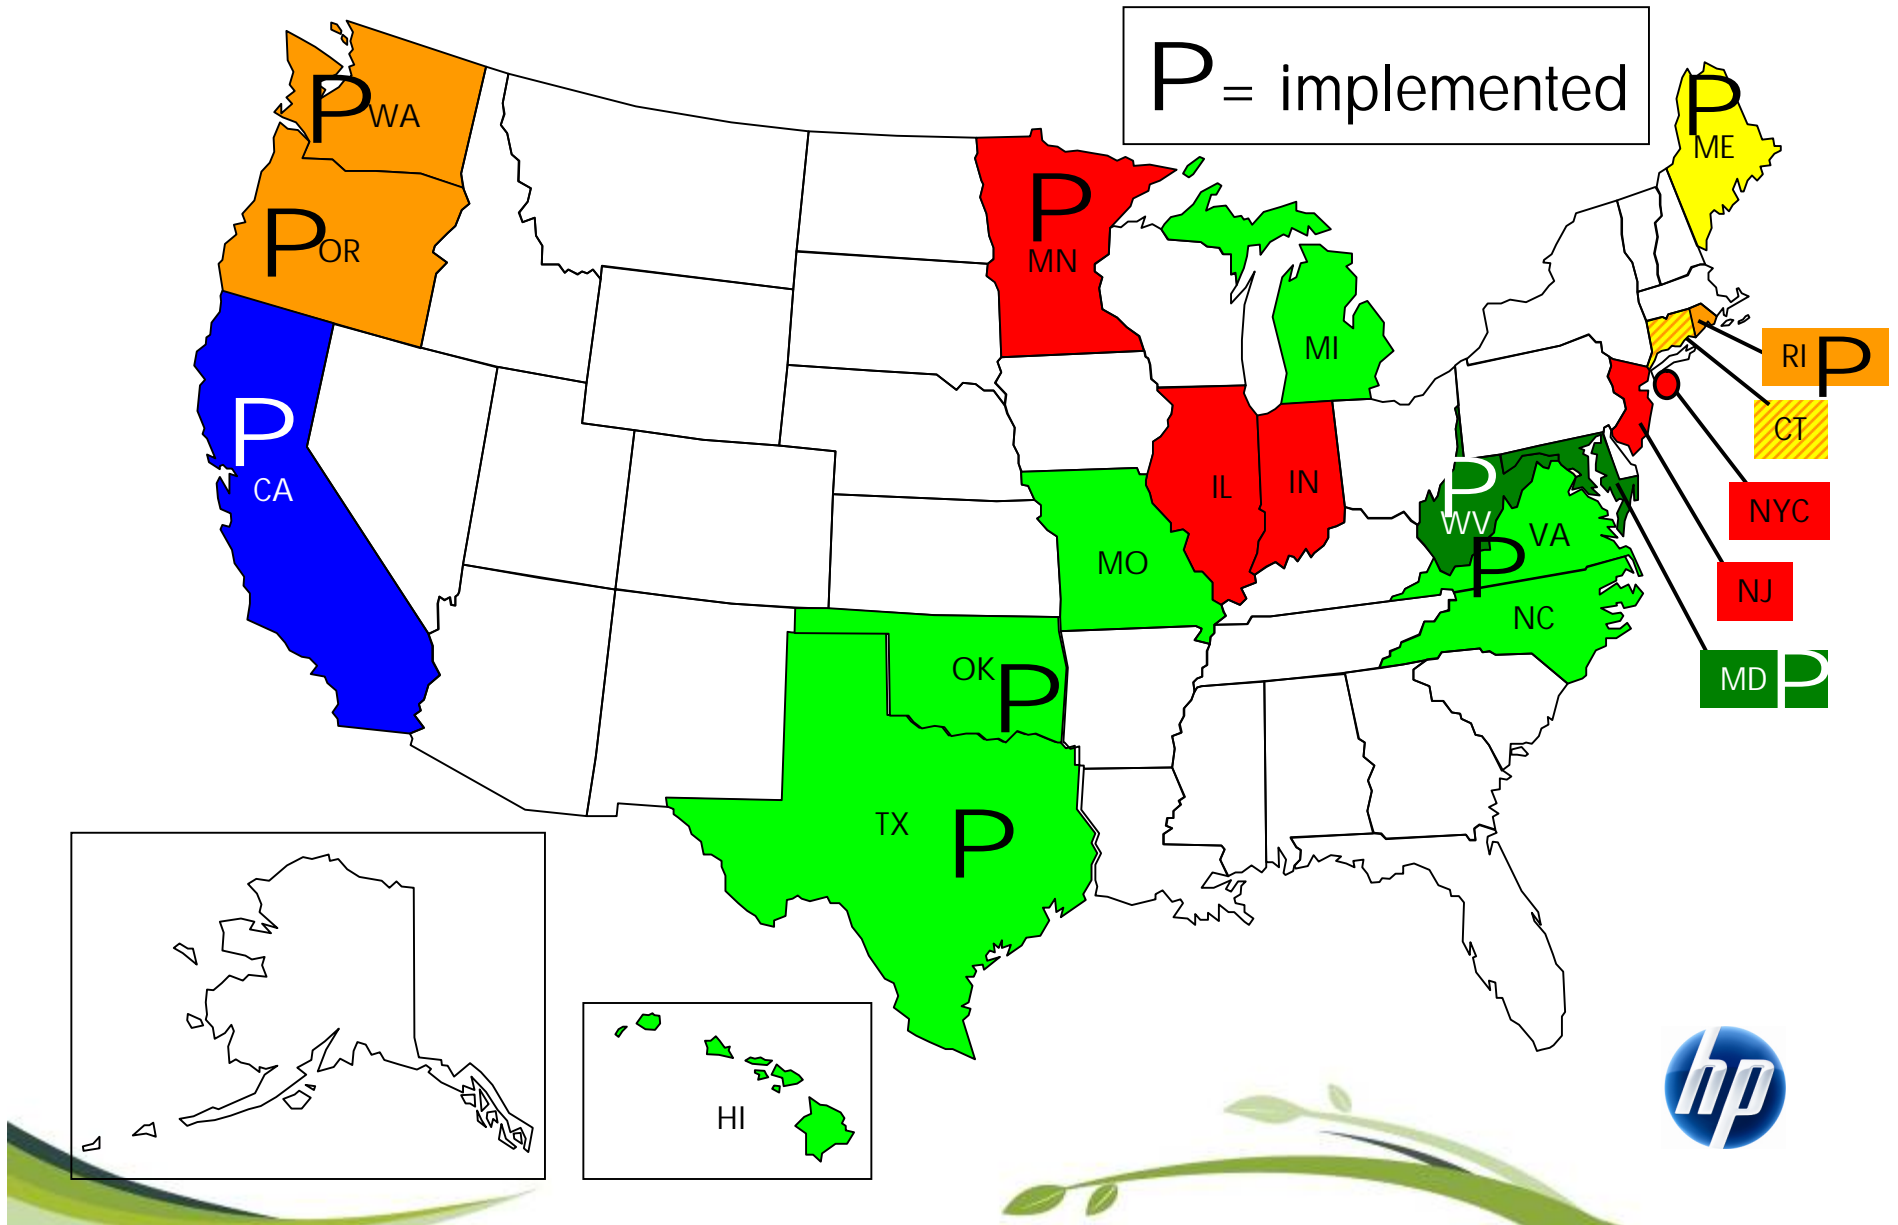 P = implemented
P WA
P OR
P
CA
P
MN
MI
P
ME
RI P
CT
NYC
NJ
MD P
IL
IN
P
WV
VA
P
NC
MO
OK P
TX P
HI
hp